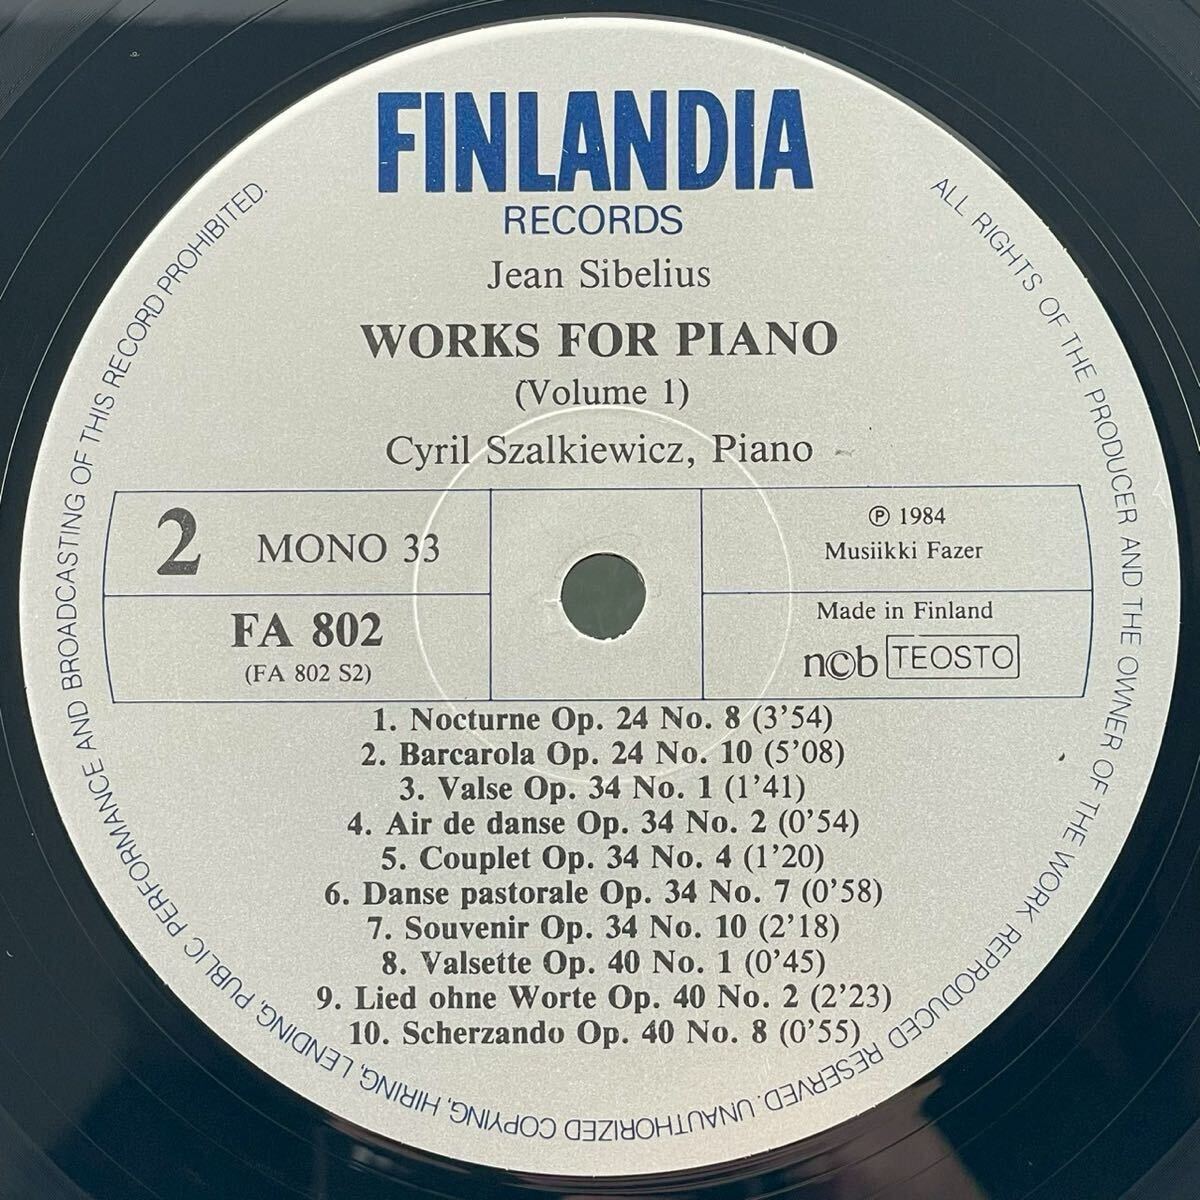 FINLANDIA
RECORDS
Jean Sibelius
WORKS FOR PIANO
(Volume 1)
Cyril Szalkiewicz, Piano
2 MONO 33
FA 802
(FA 802 S2)
Ⓟ 1984
Musiikki Fazer
Made in Finland
n©b TEOSTO
1. Nocturne Op. 24 No. 8 (3'54)
2. Barcarola Op. 24 No. 10 (5'08)
3. Valse Op. 34 No. 1 (1'41)
4. Air de danse Op. 34 No. 2 (0'54)
5. Couplet Op. 34 No. 4 (1'20)
6. Danse pastorale Op. 34 No. 7 (0'58)
7. Souvenir Op. 34 No. 10 (2'18)
8. Valsette Op. 40 No. 1 (0'45)
9. Lied ohne Worte Op. 40 No. 2 (2'23)
10. Scherzando Op. 40 No. 8 (0'55)
ALL RIGHTS OF THE PRODUCER AND THE OWNER OF THE WORK REPRODUCED RESERVED. UNAUTHORIZED COPYING, HIRING, LENDING, PUBLIC PERFORMANCE AND BROADCASTING OF THIS RECORD PROHIBITED.